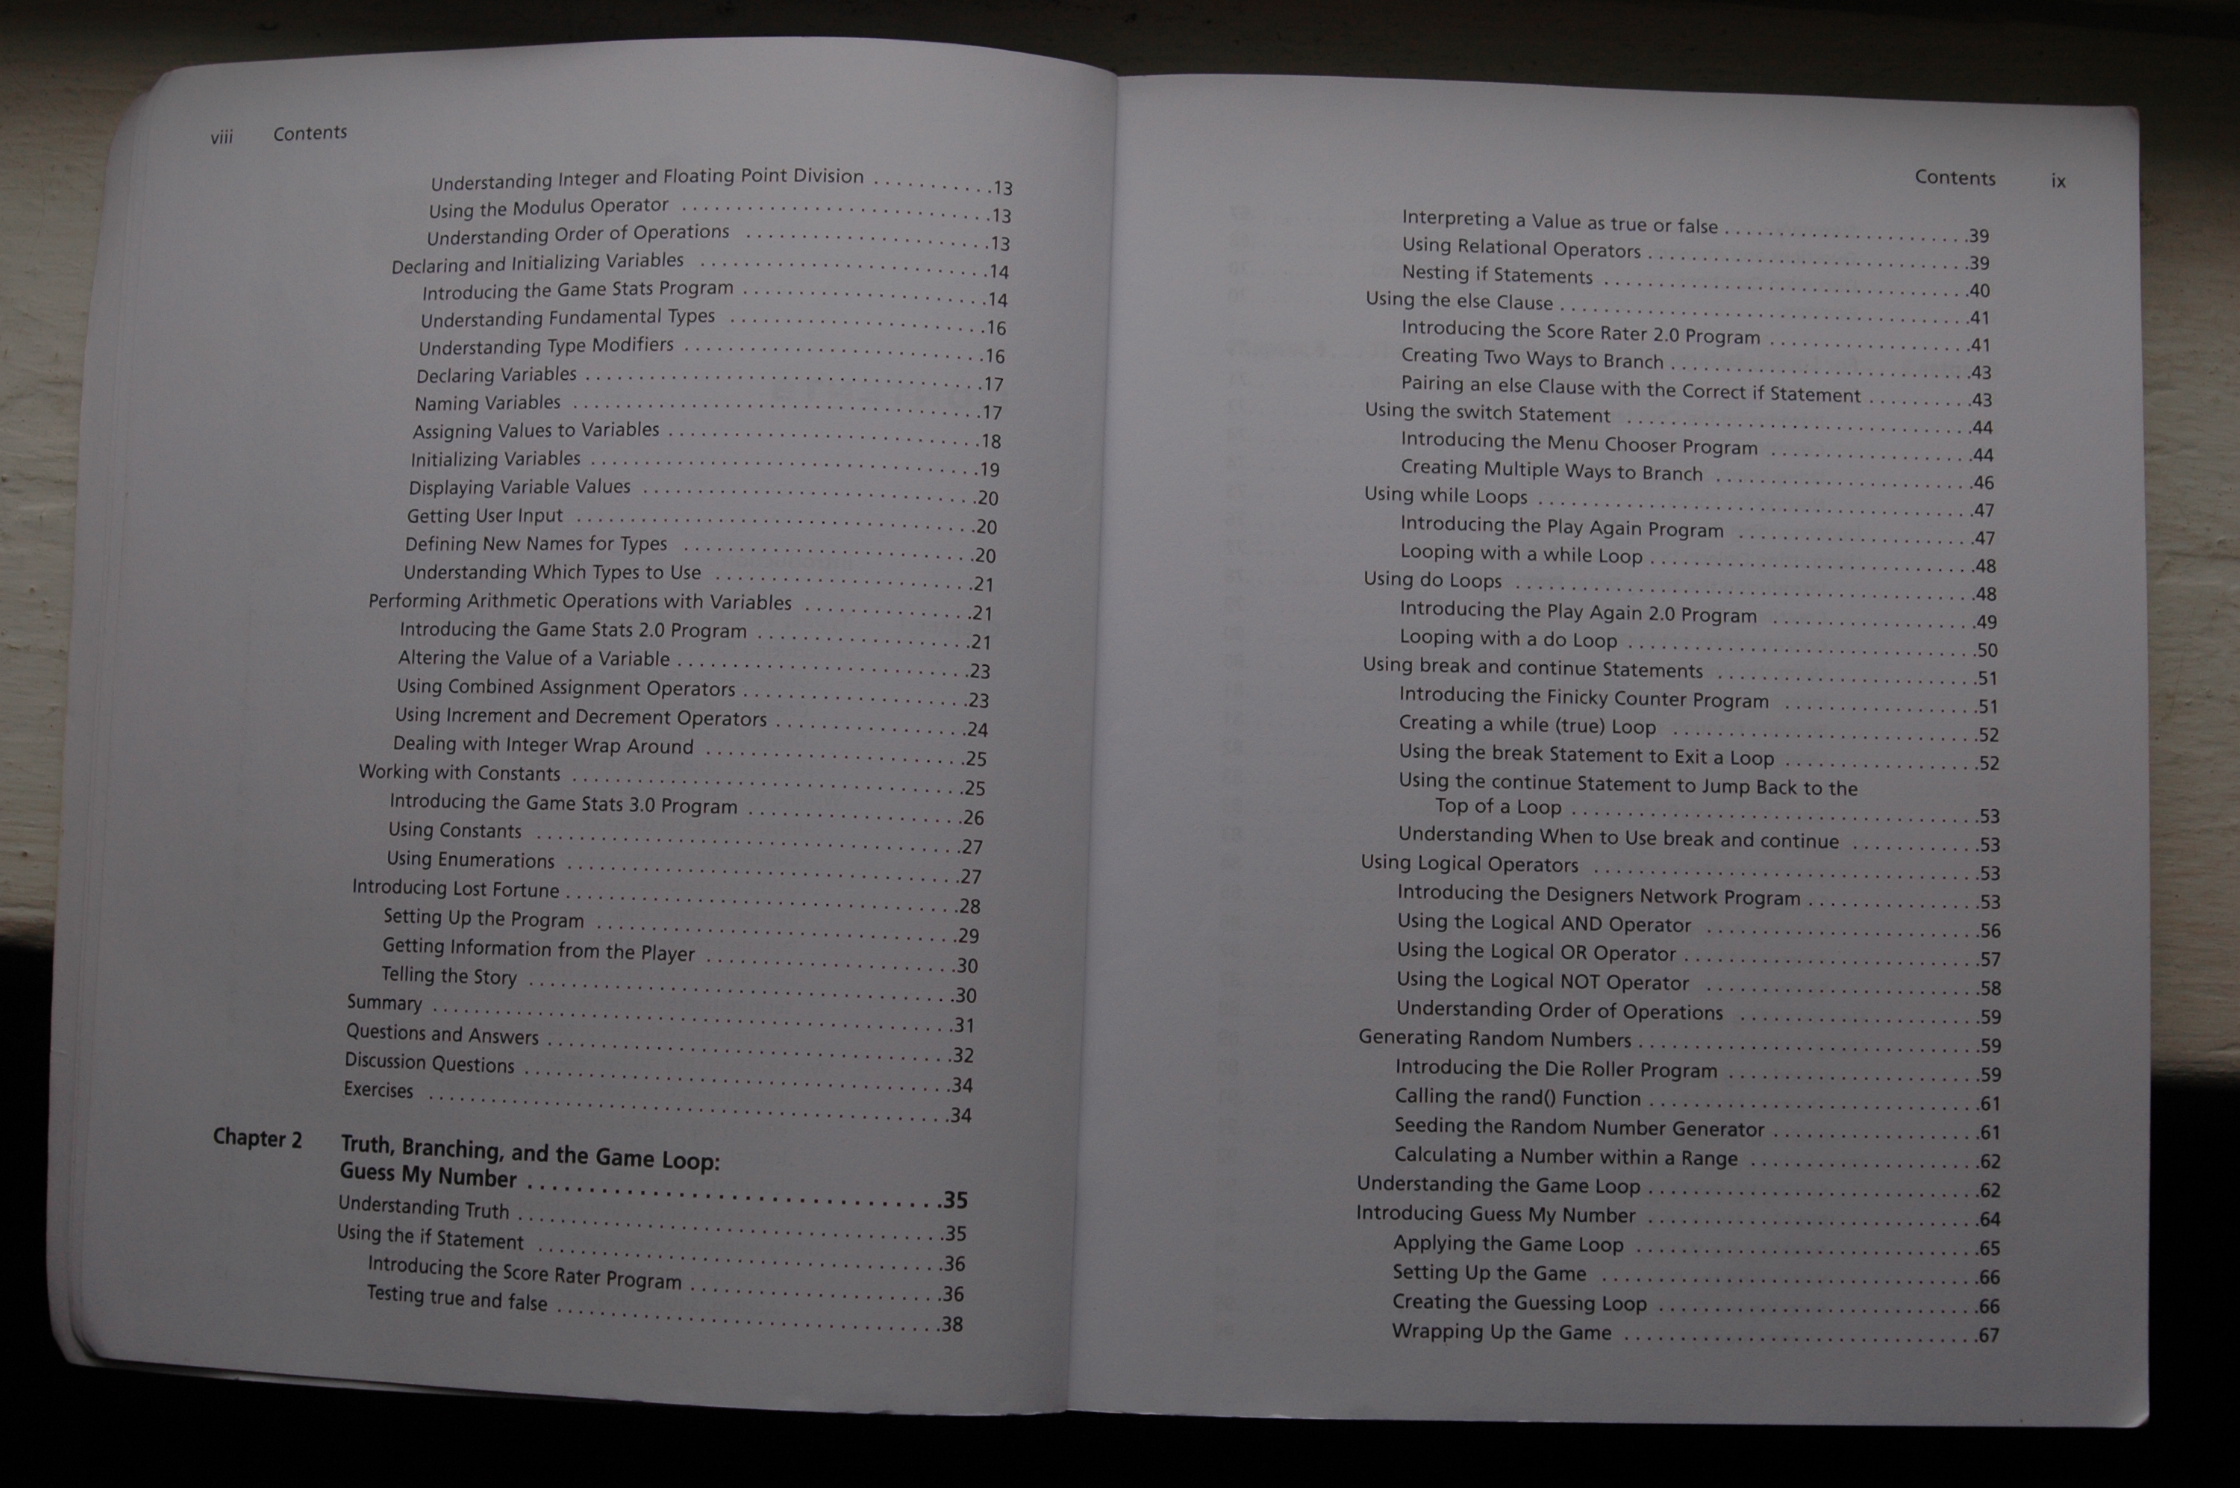 viii Contents
Understanding Integer and Floating Point Division . . . . . . . . . . .13
Using the Modulus Operator . . . . . . . . . . . . . . . . . . . . . . . . . . . .13
Understanding Order of Operations . . . . . . . . . . . . . . . . . . . . . .13
Declaring and Initializing Variables . . . . . . . . . . . . . . . . . . . . . . . . . .14
Introducing the Game Stats Program . . . . . . . . . . . . . . . . . . . . . .14
Understanding Fundamental Types . . . . . . . . . . . . . . . . . . . . . . .16
Understanding Type Modifiers . . . . . . . . . . . . . . . . . . . . . . . . . . .16
Declaring Variables . . . . . . . . . . . . . . . . . . . . . . . . . . . . . . . . . . . .17
Naming Variables . . . . . . . . . . . . . . . . . . . . . . . . . . . . . . . . . . . . .17
Assigning Values to Variables . . . . . . . . . . . . . . . . . . . . . . . . . . . .18
Initializing Variables . . . . . . . . . . . . . . . . . . . . . . . . . . . . . . . . . . .19
Displaying Variable Values . . . . . . . . . . . . . . . . . . . . . . . . . . . . . .20
Getting User Input . . . . . . . . . . . . . . . . . . . . . . . . . . . . . . . . . . . .20
Defining New Names for Types . . . . . . . . . . . . . . . . . . . . . . . . . .20
Understanding Which Types to Use . . . . . . . . . . . . . . . . . . . . . . .21
Performing Arithmetic Operations with Variables . . . . . . . . . . . . . . .21
Introducing the Game Stats 2.0 Program . . . . . . . . . . . . . . . . . . .21
Altering the Value of a Variable . . . . . . . . . . . . . . . . . . . . . . . . . .23
Using Combined Assignment Operators . . . . . . . . . . . . . . . . . . . .23
Using Increment and Decrement Operators . . . . . . . . . . . . . . . . .24
Dealing with Integer Wrap Around . . . . . . . . . . . . . . . . . . . . . . .25
Working with Constants . . . . . . . . . . . . . . . . . . . . . . . . . . . . . . . . . . .25
Introducing the Game Stats 3.0 Program . . . . . . . . . . . . . . . . . . .26
Using Constants . . . . . . . . . . . . . . . . . . . . . . . . . . . . . . . . . . . . . .27
Using Enumerations . . . . . . . . . . . . . . . . . . . . . . . . . . . . . . . . . . .27
Introducing Lost Fortune . . . . . . . . . . . . . . . . . . . . . . . . . . . . . . . . . . .28
Setting Up the Program . . . . . . . . . . . . . . . . . . . . . . . . . . . . . . . .29
Getting Information from the Player . . . . . . . . . . . . . . . . . . . . . .30
Telling the Story . . . . . . . . . . . . . . . . . . . . . . . . . . . . . . . . . . . . . .30
Summary . . . . . . . . . . . . . . . . . . . . . . . . . . . . . . . . . . . . . . . . . . . . . . .31
Questions and Answers . . . . . . . . . . . . . . . . . . . . . . . . . . . . . . . . . . . .32
Discussion Questions . . . . . . . . . . . . . . . . . . . . . . . . . . . . . . . . . . . . . .34
Exercises . . . . . . . . . . . . . . . . . . . . . . . . . . . . . . . . . . . . . . . . . . . . . . .34
Chapter 2 Truth, Branching, and the Game Loop:
Guess My Number . . . . . . . . . . . . . . . . . . . . . . . . . . . . . . . .35
Understanding Truth . . . . . . . . . . . . . . . . . . . . . . . . . . . . . . . . . . . . . .35
Using the if Statement . . . . . . . . . . . . . . . . . . . . . . . . . . . . . . . . . . . .36
Introducing the Score Rater Program . . . . . . . . . . . . . . . . . . . . . .36
Testing true and false . . . . . . . . . . . . . . . . . . . . . . . . . . . . . . . . . .38
Contents ix
Interpreting a Value as true or false . . . . . . . . . . . . . . . . . . . . . . .39
Using Relational Operators . . . . . . . . . . . . . . . . . . . . . . . . . . . . . .39
Nesting if Statements . . . . . . . . . . . . . . . . . . . . . . . . . . . . . . . . . .40
Using the else Clause . . . . . . . . . . . . . . . . . . . . . . . . . . . . . . . . . . . . . .41
Introducing the Score Rater 2.0 Program . . . . . . . . . . . . . . . . . . .41
Creating Two Ways to Branch . . . . . . . . . . . . . . . . . . . . . . . . . . . .43
Pairing an else Clause with the Correct if Statement . . . . . . . . . .43
Using the switch Statement . . . . . . . . . . . . . . . . . . . . . . . . . . . . . . . .44
Introducing the Menu Chooser Program . . . . . . . . . . . . . . . . . . .44
Creating Multiple Ways to Branch . . . . . . . . . . . . . . . . . . . . . . . .46
Using while Loops . . . . . . . . . . . . . . . . . . . . . . . . . . . . . . . . . . . . . . . .47
Introducing the Play Again Program . . . . . . . . . . . . . . . . . . . . . .47
Looping with a while Loop . . . . . . . . . . . . . . . . . . . . . . . . . . . . . .48
Using do Loops . . . . . . . . . . . . . . . . . . . . . . . . . . . . . . . . . . . . . . . . . .48
Introducing the Play Again 2.0 Program . . . . . . . . . . . . . . . . . . .49
Looping with a do Loop . . . . . . . . . . . . . . . . . . . . . . . . . . . . . . . .50
Using break and continue Statements . . . . . . . . . . . . . . . . . . . . . . . .51
Introducing the Finicky Counter Program . . . . . . . . . . . . . . . . . .51
Creating a while (true) Loop . . . . . . . . . . . . . . . . . . . . . . . . . . . .52
Using the break Statement to Exit a Loop . . . . . . . . . . . . . . . . . .52
Using the continue Statement to Jump Back to the
Top of a Loop . . . . . . . . . . . . . . . . . . . . . . . . . . . . . . . . . . . . . .53
Understanding When to Use break and continue . . . . . . . . . . . .53
Using Logical Operators . . . . . . . . . . . . . . . . . . . . . . . . . . . . . . . . . . .53
Introducing the Designers Network Program . . . . . . . . . . . . . . . .53
Using the Logical AND Operator . . . . . . . . . . . . . . . . . . . . . . . . .56
Using the Logical OR Operator . . . . . . . . . . . . . . . . . . . . . . . . . . .57
Using the Logical NOT Operator . . . . . . . . . . . . . . . . . . . . . . . . .58
Understanding Order of Operations . . . . . . . . . . . . . . . . . . . . . .59
Generating Random Numbers . . . . . . . . . . . . . . . . . . . . . . . . . . . . . . .59
Introducing the Die Roller Program . . . . . . . . . . . . . . . . . . . . . . .59
Calling the rand() Function . . . . . . . . . . . . . . . . . . . . . . . . . . . . . .61
Seeding the Random Number Generator . . . . . . . . . . . . . . . . . . .61
Calculating a Number within a Range . . . . . . . . . . . . . . . . . . . . .62
Understanding the Game Loop . . . . . . . . . . . . . . . . . . . . . . . . . . . . . .62
Introducing Guess My Number . . . . . . . . . . . . . . . . . . . . . . . . . . . . . .64
Applying the Game Loop . . . . . . . . . . . . . . . . . . . . . . . . . . . . . . .65
Setting Up the Game . . . . . . . . . . . . . . . . . . . . . . . . . . . . . . . . . .66
Creating the Guessing Loop . . . . . . . . . . . . . . . . . . . . . . . . . . . . .66
Wrapping Up the Game . . . . . . . . . . . . . . . . . . . . . . . . . . . . . . . .67